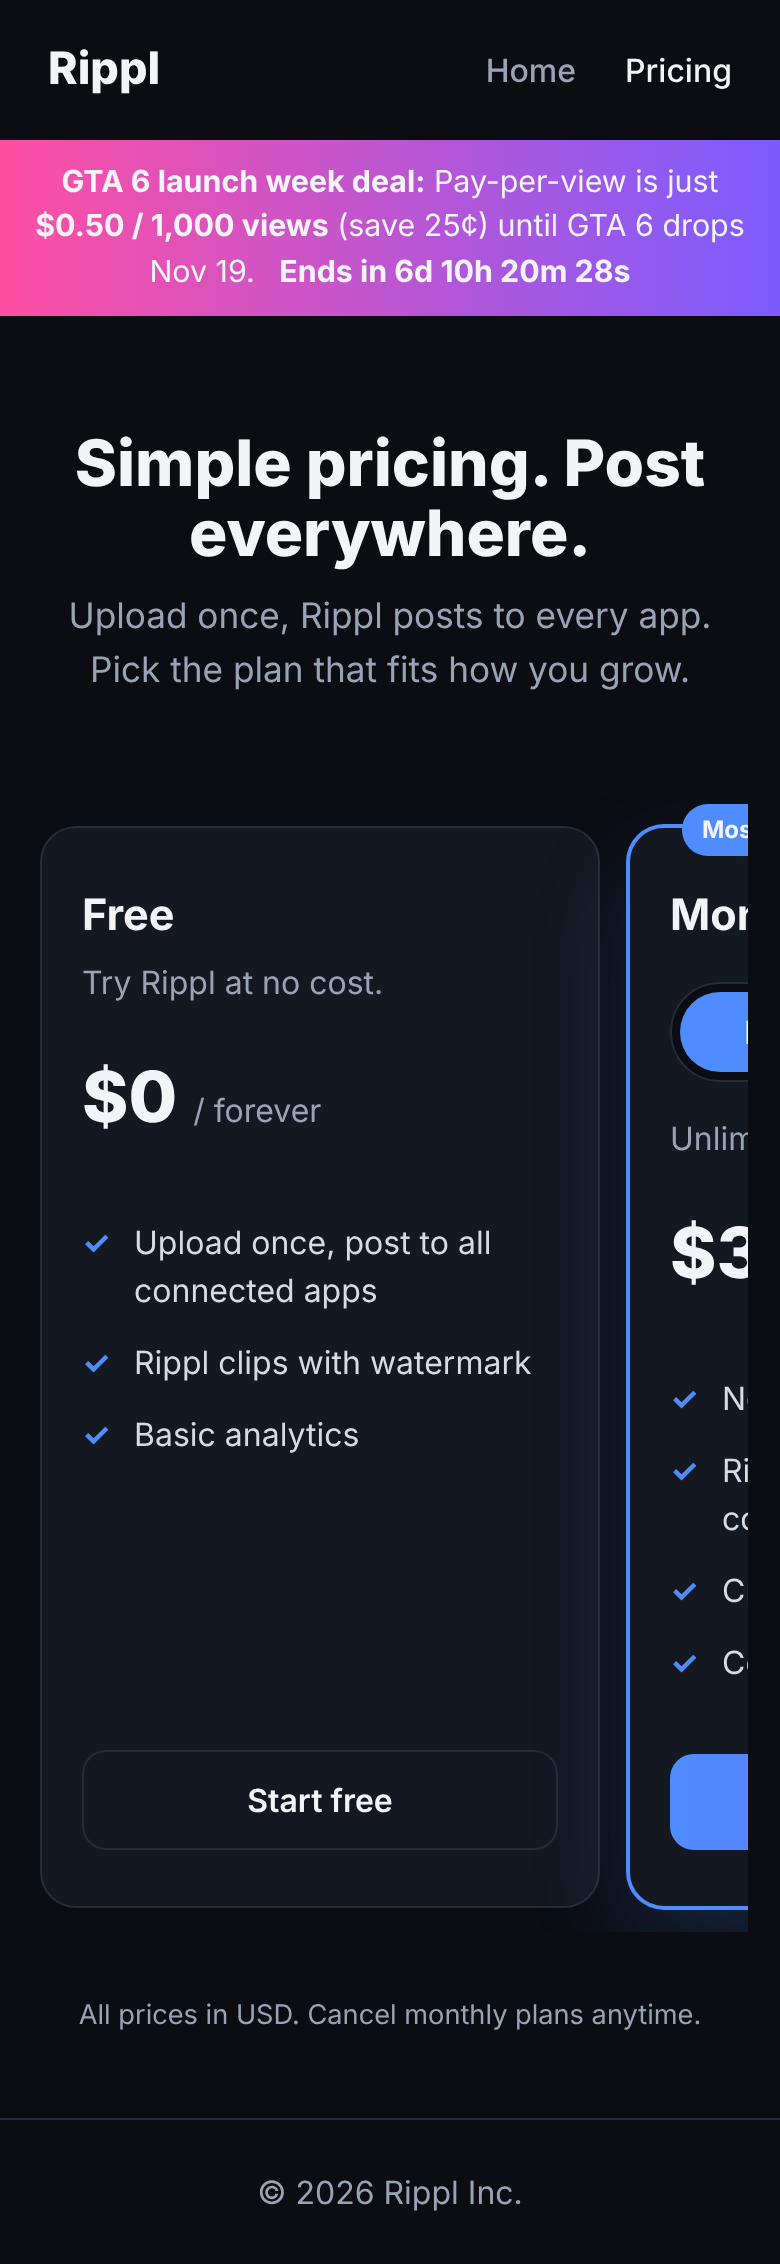 Rippl
Home
Pricing
GTA 6 launch week deal: Pay-per-view is just
$0.50 / 1,000 views (save 25¢) until GTA 6 drops
Nov 19. Ends in 6d 10h 20m 28s
Simple pricing. Post
everywhere.
Upload once, Rippl posts to every app.
Pick the plan that fits how you grow.
Free
Try Rippl at no cost.
$0 / forever
Upload once, post to all
connected apps
Rippl clips with watermark
Basic analytics
Start free
All prices in USD. Cancel monthly plans anytime.
© 2026 Rippl Inc.